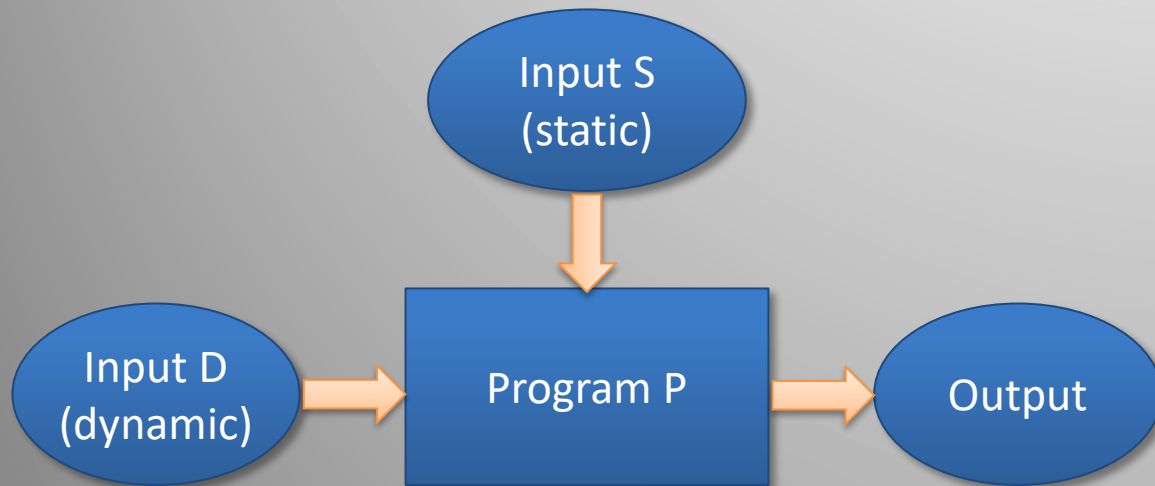 Input S
(static)
Input D
(dynamic)
Program P
Output